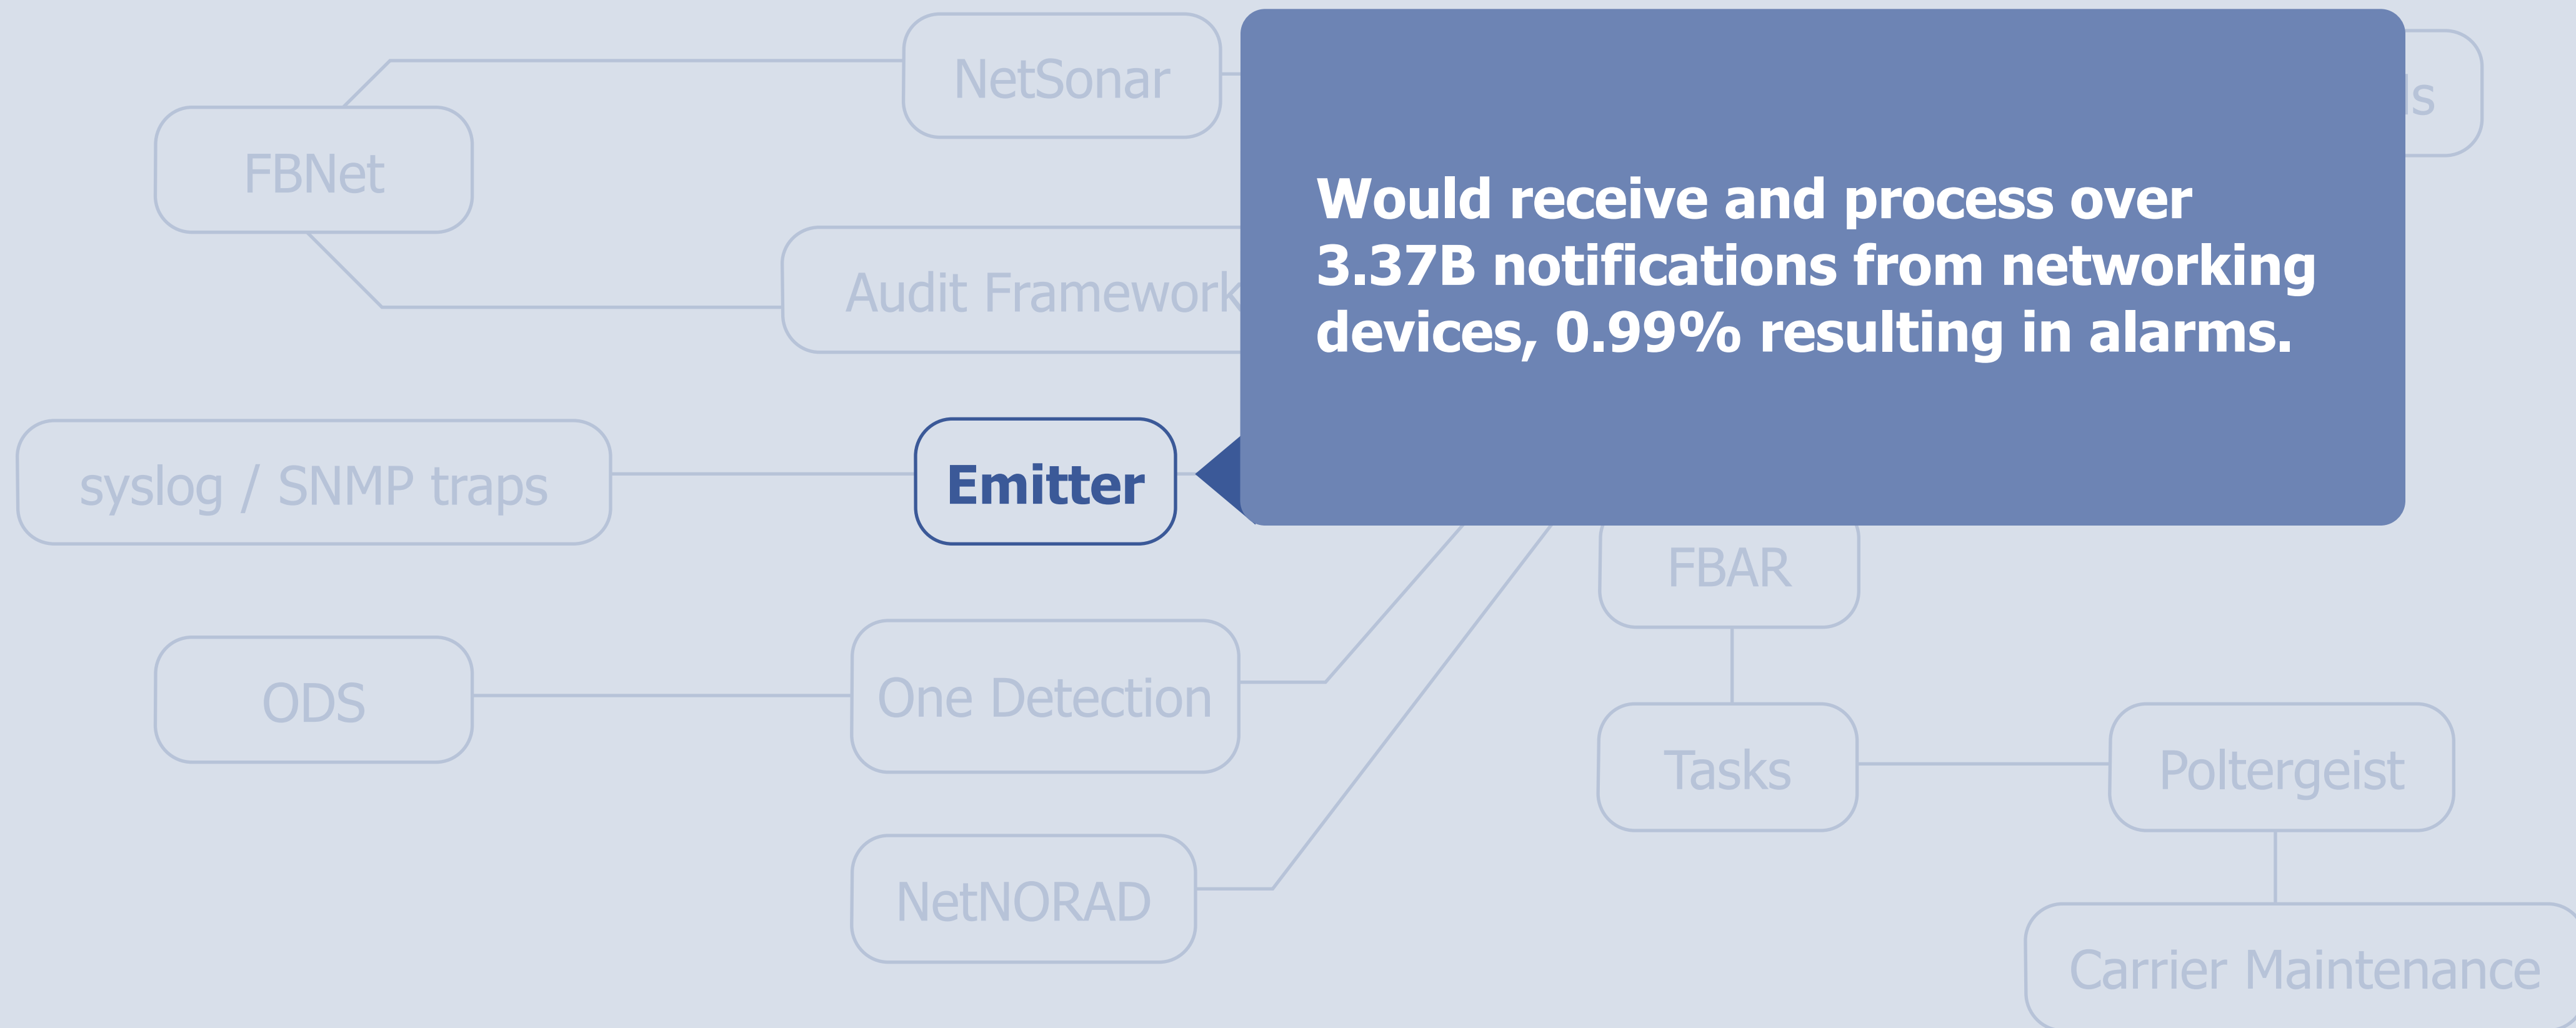 NetSonar
FBNet
Would receive and process over
3.37B notifications from networking
devices, 0.99% resulting in alarms.
Audit Framework
syslog / SNMP traps
Emitter
FBAR
ODS
One Detection
Tasks
Poltergeist
NetNORAD
Carrier Maintenance